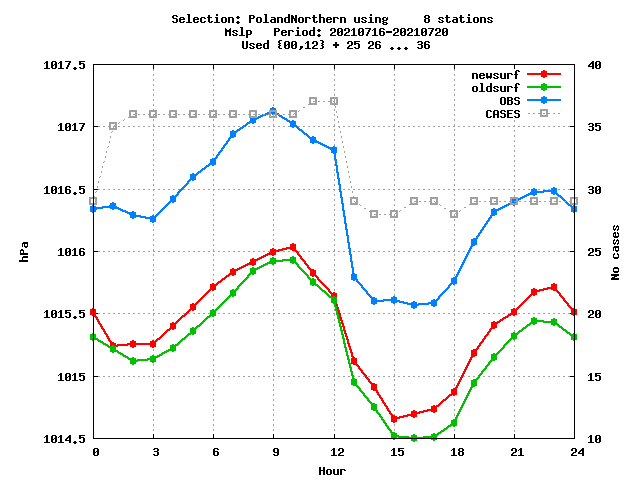 Selection: PolandNorthern using     8 stations
Mslp   Period: 20210716-20210720
Used {00,12} + 25 26 ... 36
newsurf
oldsurf
OBS
CASES
1017.5
1017
1016.5
1016
1015.5
1015
1014.5
hPa
40
35
30
25
20
15
10
No cases
0 3 6 9 12 15 18 21 24
Hour